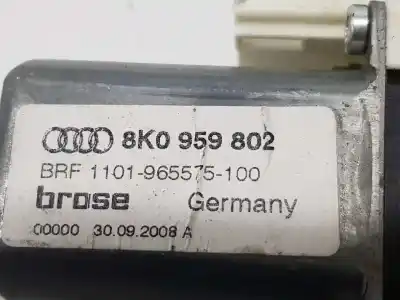 8K0 959 802
BRF 1101-965575-100
brose Germany
00000 30.09.2008 A